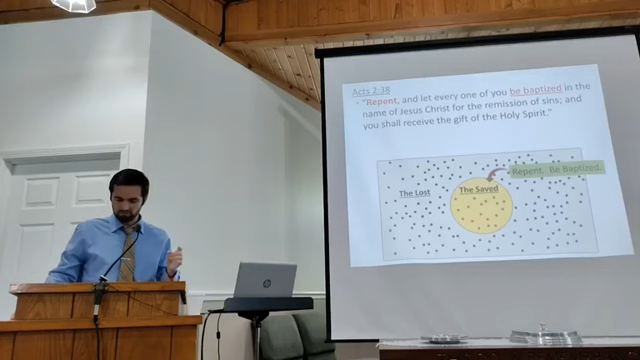 Acts 2:38
- "Repent, and let every one of you be baptized in the
name of Jesus Christ for the remission of sins; and
you shall receive the gift of the Holy Spirit."
Repent, Be Baptized
The Lost
The Saved
hp